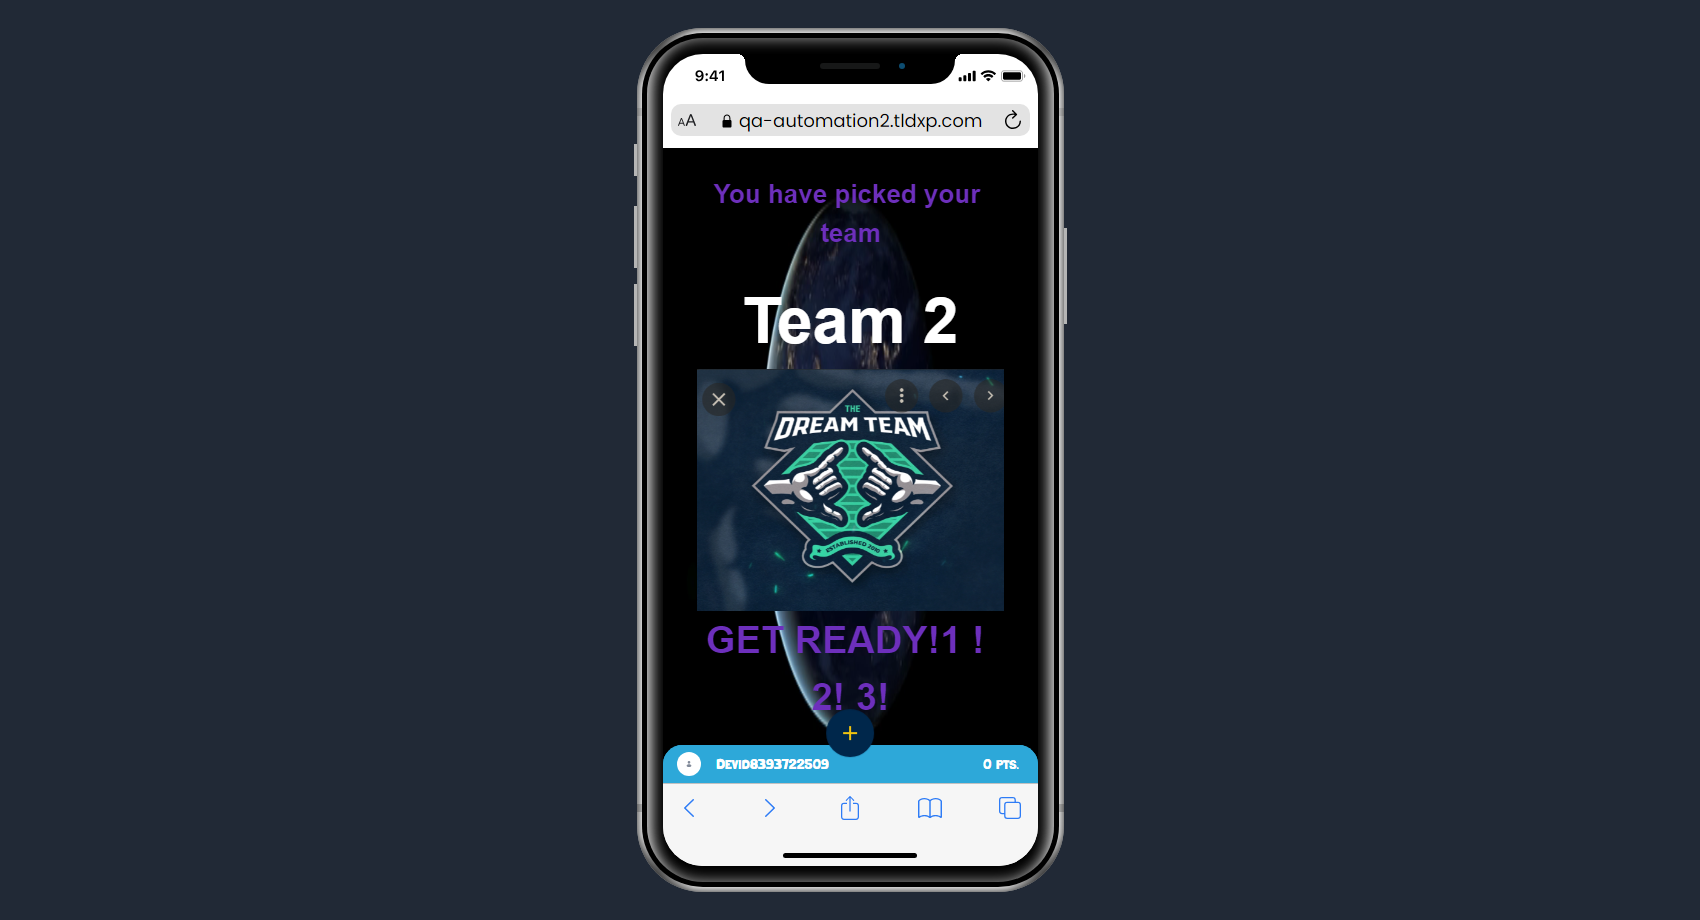 9:41
AA qa-automation2.tldxp.com
You have picked your
team
Team 2
THE
DREAM TEAM
ESTABLISHED 2010
GET READY!1 !
2! 3!
Devid8393722509 0 PTS.